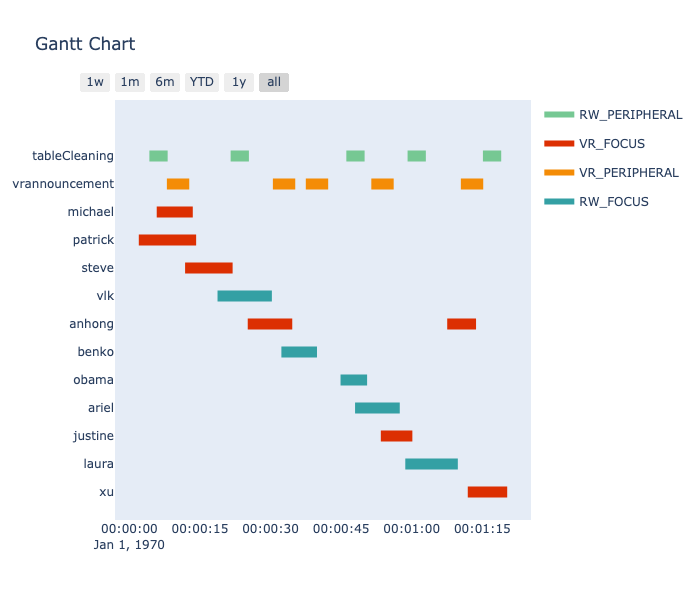 Gantt Chart
1w 1m 6m YTD 1y all
RW_PERIPHERAL
VR_FOCUS
VR_PERIPHERAL
RW_FOCUS
tableCleaning
vrannouncement
michael
patrick
steve
vlk
anhong
benko
obama
ariel
justine
laura
xu
00:00:00 00:00:15 00:00:30 00:00:45 00:01:00 00:01:15
Jan 1, 1970